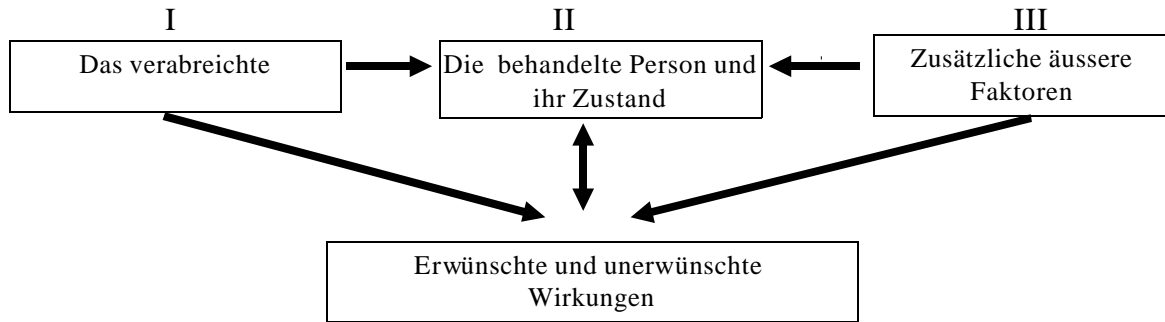 I
II
III
Das verabreichte
Die behandelte Person und
ihr Zustand
Zusätzliche äussere
Faktoren
Erwünschte und unerwünschte
Wirkungen